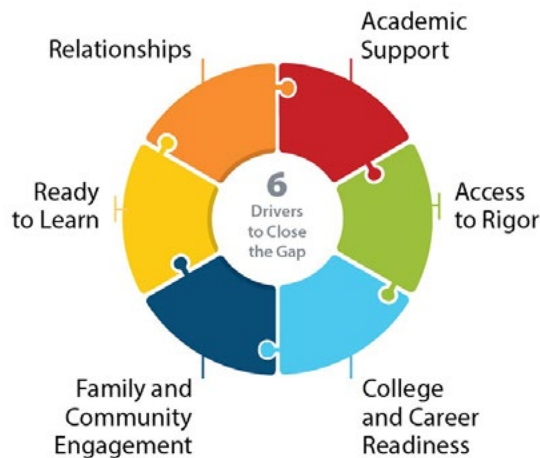 Relationships
Academic
Support
Ready
to Learn
6
Drivers
to Close
the Gap
Access
to Rigor
Family and
Community
Engagement
College
and Career
Readiness